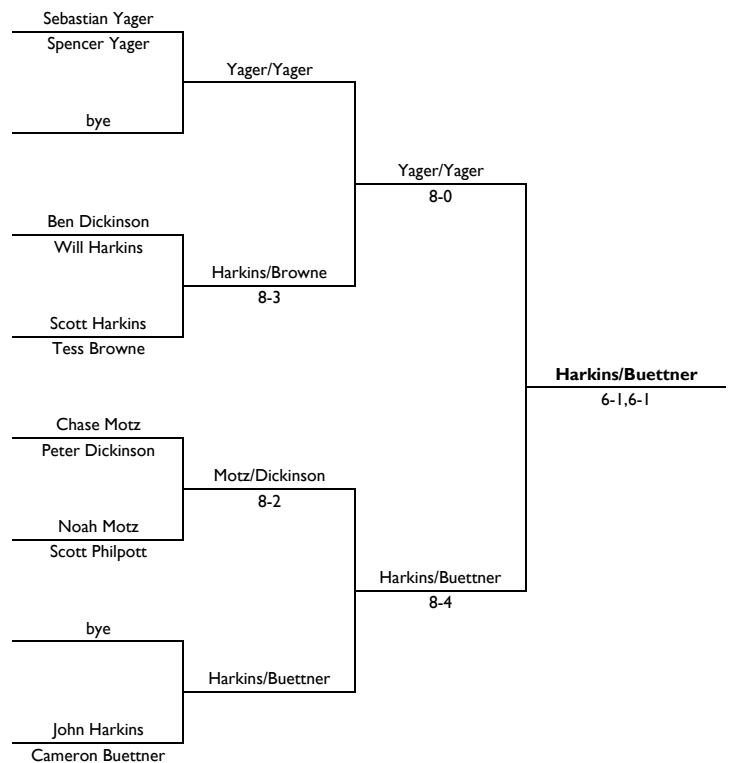 Sebastian Yager
Spencer Yager
Yager/Yager
bye
Yager/Yager
8-0
Ben Dickinson
Will Harkins
Harkins/Browne
8-3
Scott Harkins
Tess Browne
Harkins/Buettner
6-1,6-1
Chase Motz
Peter Dickinson
Motz/Dickinson
8-2
Noah Motz
Scott Philpott
Harkins/Buettner
8-4
bye
Harkins/Buettner
John Harkins
Cameron Buettner